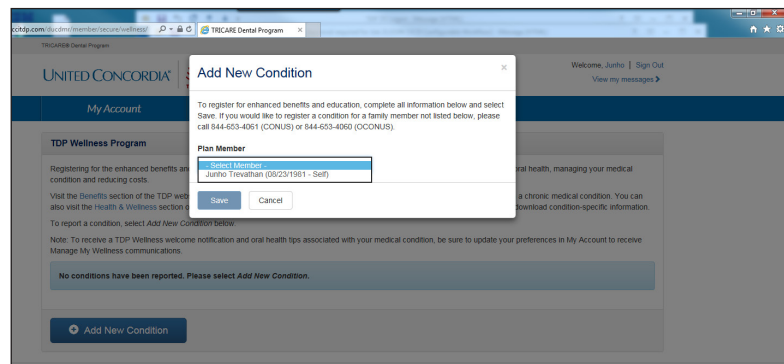 ccitdp.com/ducdmr/member/secure/wellness/
TRICARE Dental Program
TRICARE® Dental Program
UNITED CONCORDIA®
Welcome, Junho | Sign Out
View my messages
My Account
Add New Condition
To register for enhanced benefits and education, complete all information below and select
Save. If you would like to register a condition for a family member not listed below, please
call 844-653-4061 (CONUS) or 844-653-4060 (OCONUS).
Plan Member
- Select Member -
Junho Trevathan (08/23/1981 - Self)
Save Cancel
TDP Wellness Program
Registering for the enhanced benefits an oral health, managing your medical
condition and reducing costs.
Visit the Benefits section of the TDP web a chronic medical condition. You can
also visit the Health & Wellness section o download condition-specific information.
To report a condition, select Add New Condition below.
Note: To receive a TDP Wellness welcome notification and oral health tips associated with your medical condition, be sure to update your preferences in My Account to receive
Manage My Wellness communications.
No conditions have been reported. Please select Add New Condition.
Add New Condition